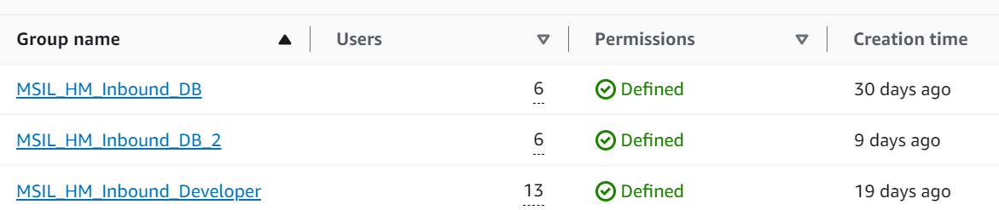 Group name Users Permissions Creation time
MSIL_HM_Inbound_DB 6 Defined 30 days ago
MSIL_HM_Inbound_DB_2 6 Defined 9 days ago
MSIL_HM_Inbound_Developer 13 Defined 19 days ago